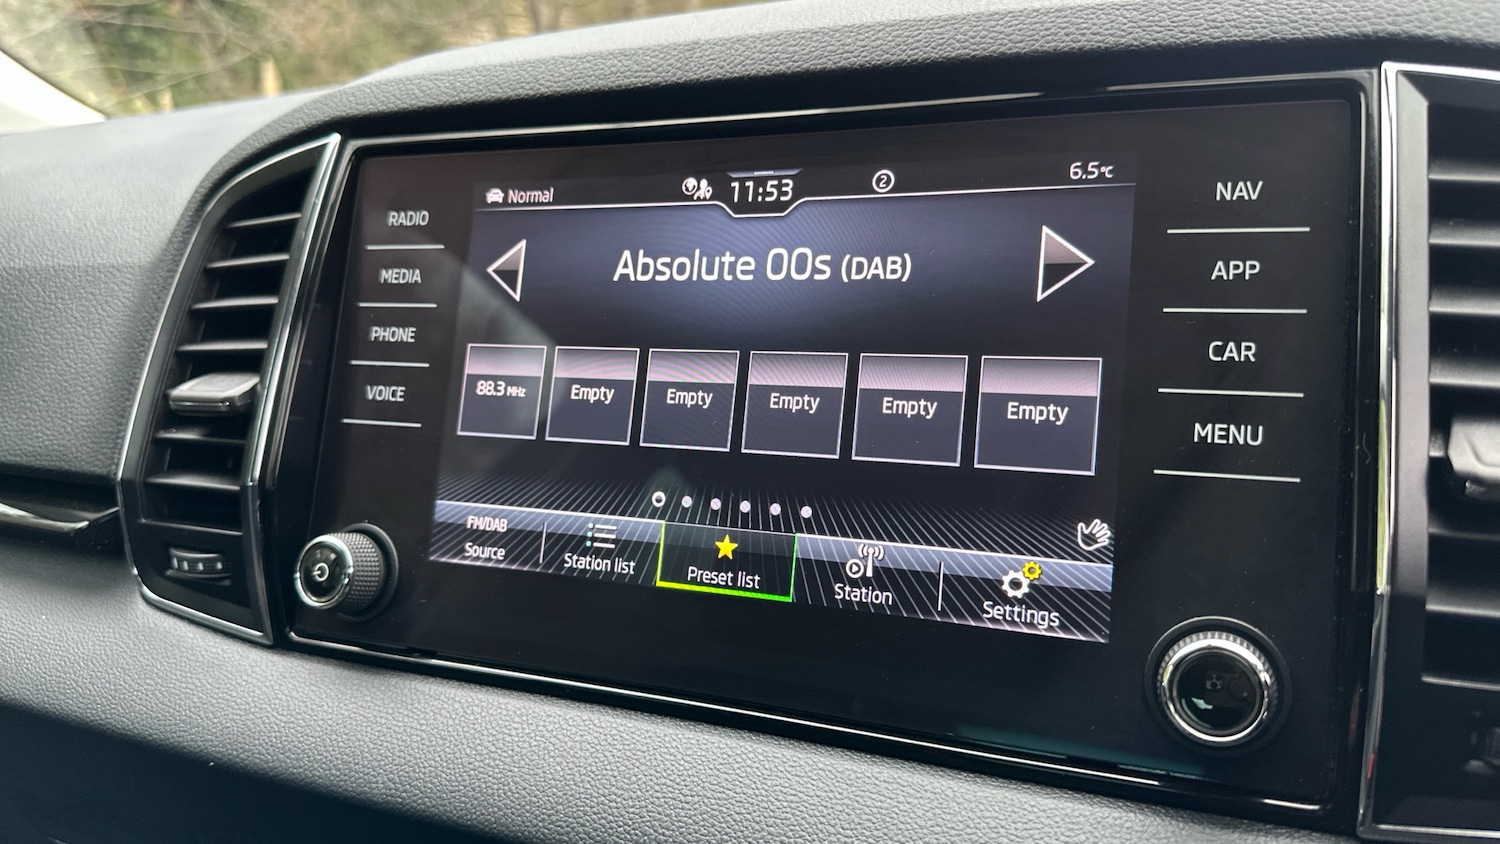 Normal
11:53
2
6.5°C
RADIO
MEDIA
PHONE
VOICE
Absolute 00s (DAB)
88.3 MHz
Empty
Empty
Empty
Empty
Empty
FM/DAB
Source
Station list
Preset list
Station
Settings
NAV
APP
CAR
MENU